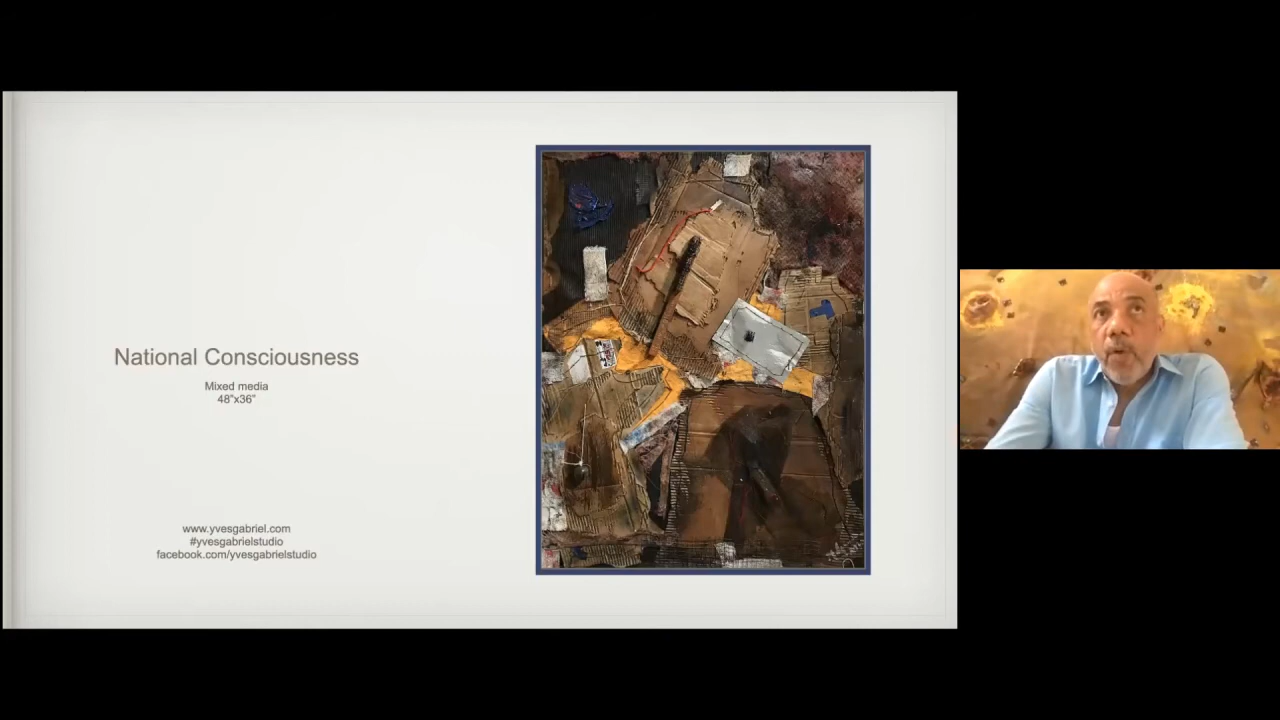 National Consciousness
Mixed media
48"x36"
www.yvesgabriel.com
#yvesgabrielstudio
facebook.com/yvesgabrielstudio